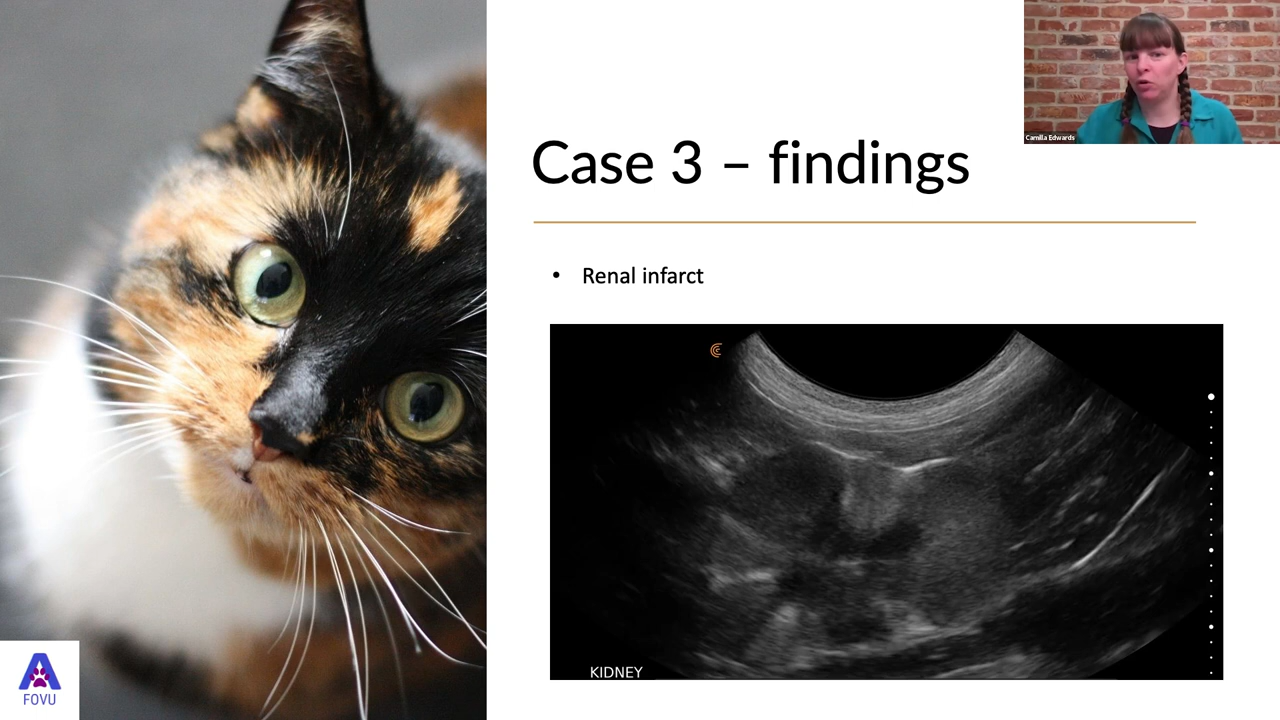 Camilla Edwards
Case 3 – findings
• Renal infarct
KIDNEY
FOVU